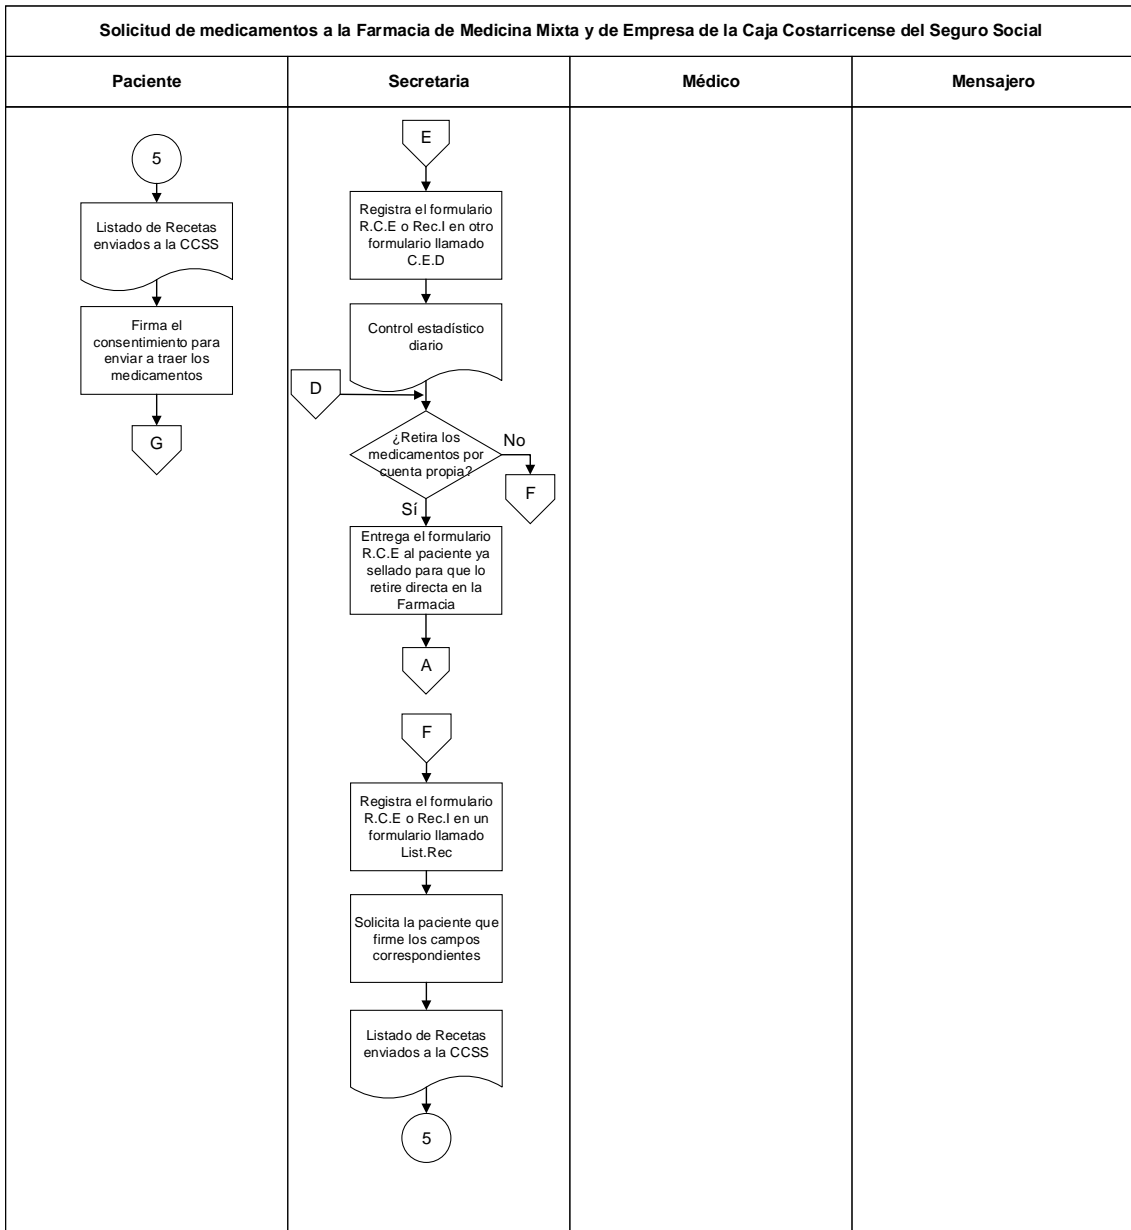 Solicitud de medicamentos a la Farmacia de Medicina Mixta y de Empresa de la Caja Costarricense del Seguro Social
Paciente
Secretaria
Médico
Mensajero
5
Listado de Recetas
enviados a la CCSS
Firma el
consentimiento para
enviar a traer los
medicamentos
G
E
Registra el formulario
R.C.E o Rec.I en otro
formulario llamado
C.E.D
Control estadístico
diario
D
¿Retira los
medicamentos por
cuenta propia?
No
F
Sí
Entrega el formulario
R.C.E al paciente ya
sellado para que lo
retire directa en la
Farmacia
A
F
Registra el formulario
R.C.E o Rec.I en un
formulario llamado
List.Rec
Solicita la paciente que
firme los campos
correspondientes
Listado de Recetas
enviados a la CCSS
5